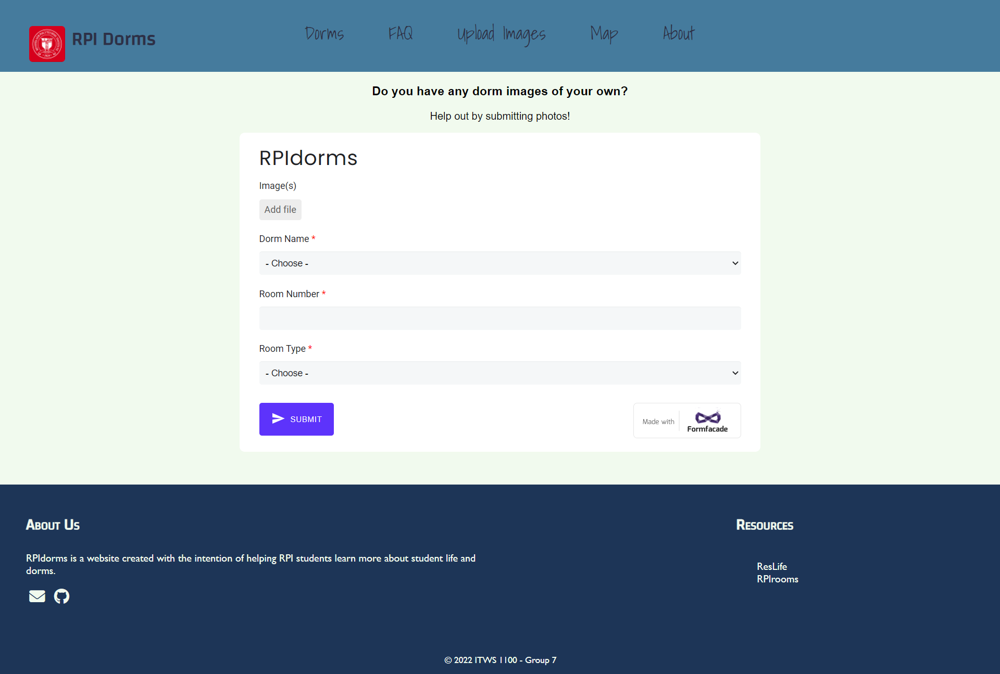 RPI Dorms
Dorms FAQ Upload Images Map About
Do you have any dorm images of your own?
Help out by submitting photos!
RPIdorms
Image(s)
Add file
Dorm Name *
- Choose -
Room Number *
Room Type *
- Choose -
SUBMIT
Made with Formfacade
About Us
RPIdorms is a website created with the intention of helping RPI students learn more about student life and
dorms.
Resources
ResLife
RPIrooms
© 2022 ITWS 1100 - Group 7